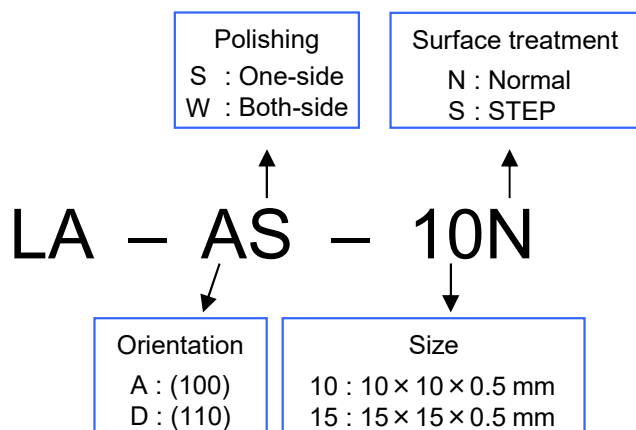 Polishing
S : One-side
W : Both-side
Surface treatment
N : Normal
S : STEP
LA – AS – 10N
Orientation
A : (100)
D : (110)
Size
10 : 10 × 10 × 0.5 mm
15 : 15 × 15 × 0.5 mm